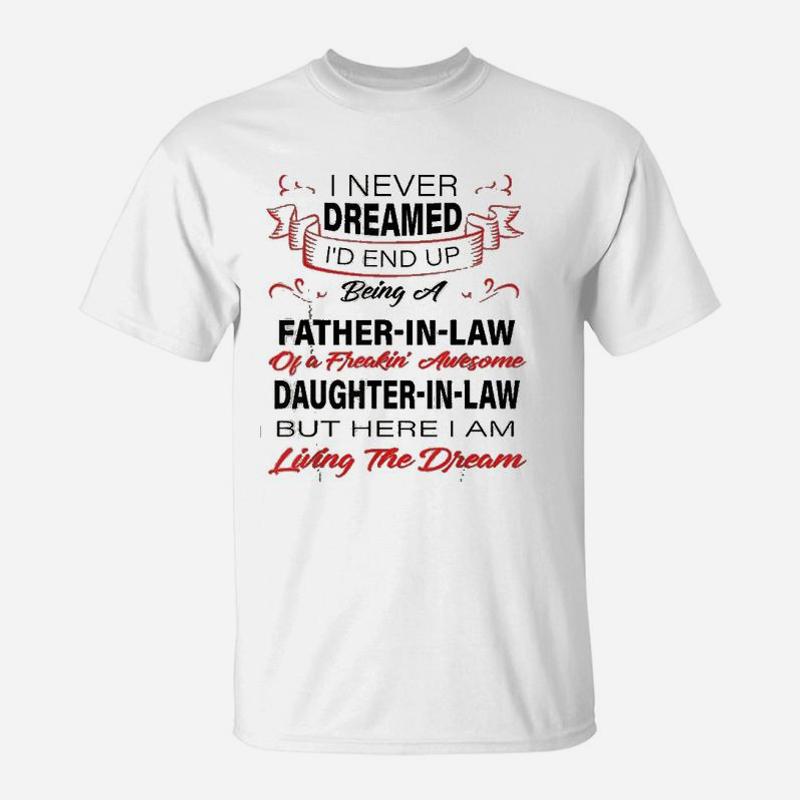 I NEVER
DREAMED
I'D END UP
Being A
FATHER-IN-LAW
Of a Freakin' Awesome
DAUGHTER-IN-LAW
BUT HERE I AM
Living The Dream